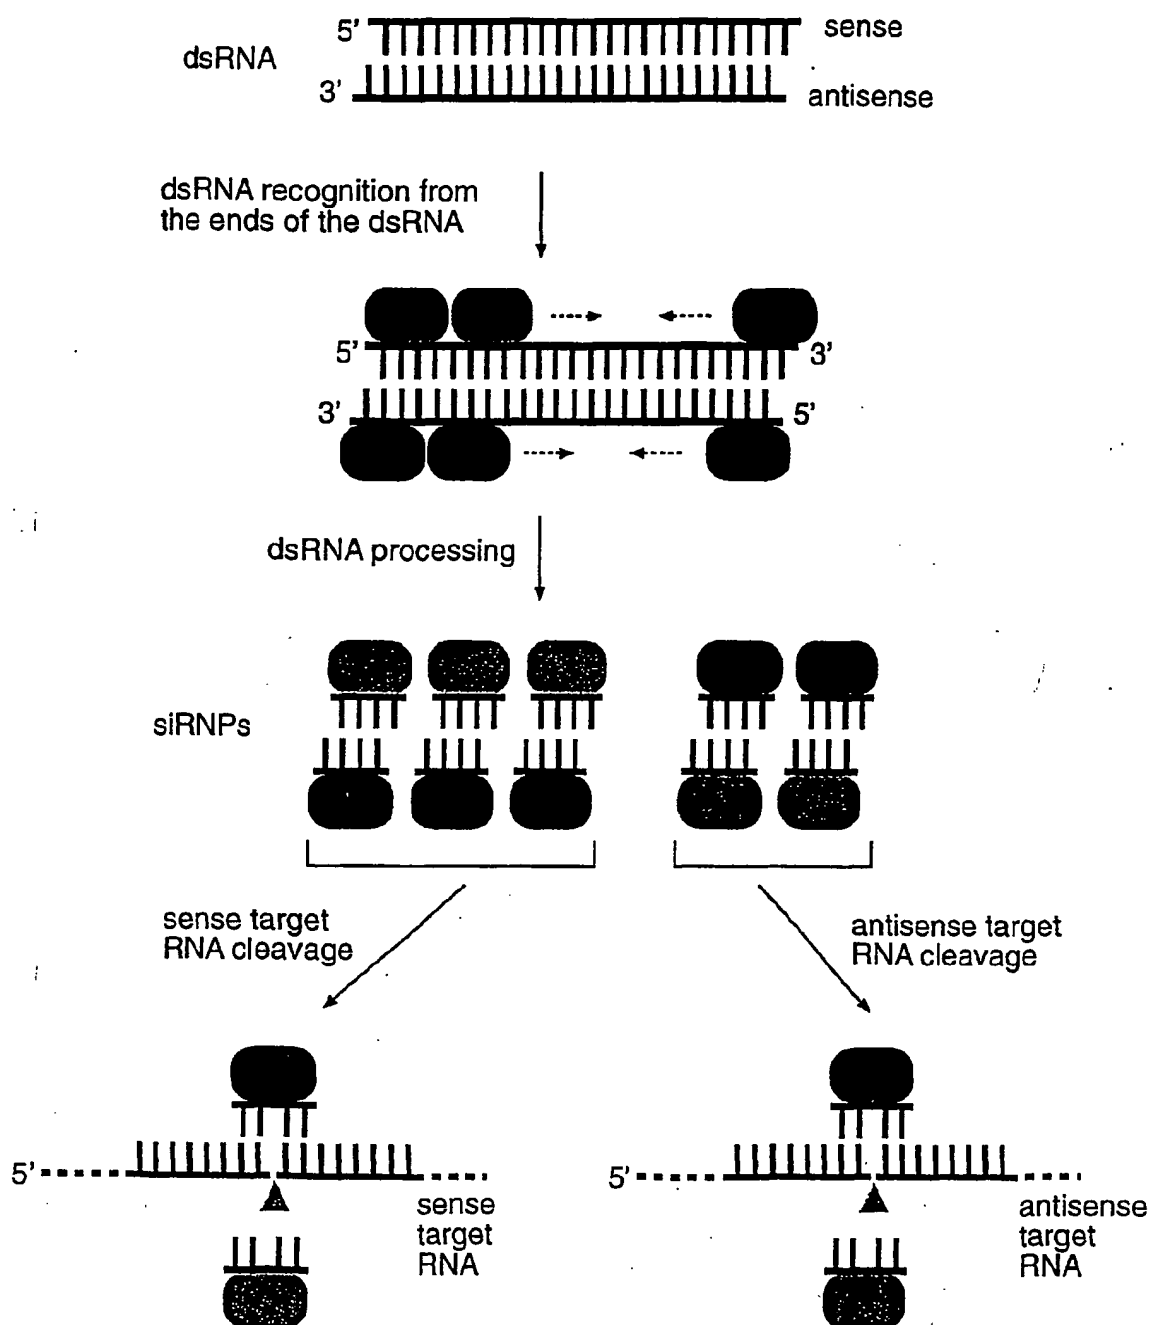 5' sense
dsRNA
3' antisense
dsRNA recognition from
the ends of the dsRNA
5' 3'
3' 5'
dsRNA processing
siRNPs
sense target
RNA cleavage
antisense target
RNA cleavage
5'
sense
target
RNA
5'
antisense
target
RNA